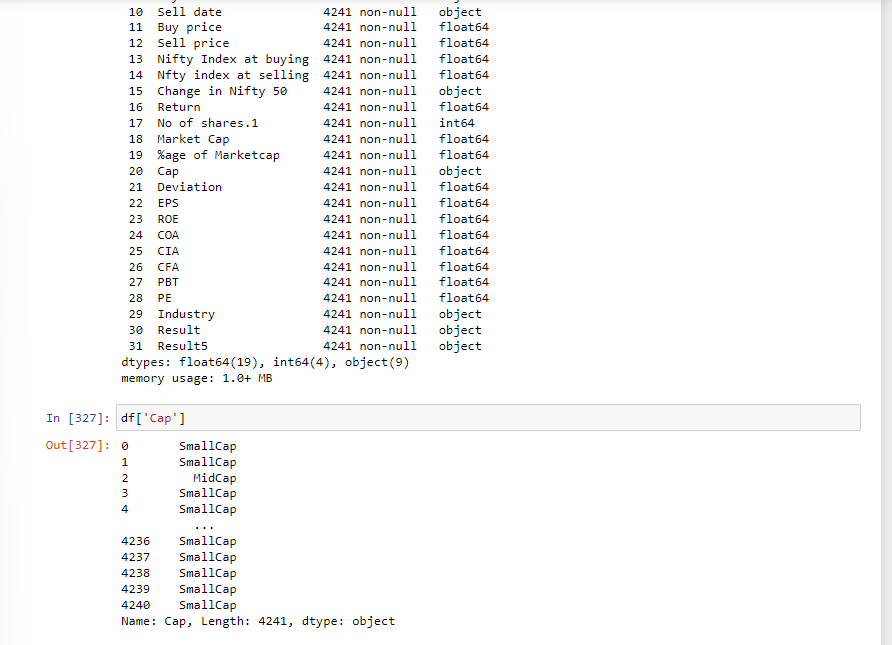 10 Sell date 4241 non-null object
11 Buy price 4241 non-null float64
12 Sell price 4241 non-null float64
13 Nifty Index at buying 4241 non-null float64
14 Nfty index at selling 4241 non-null float64
15 Change in Nifty 50 4241 non-null object
16 Return 4241 non-null float64
17 No of shares.1 4241 non-null int64
18 Market Cap 4241 non-null float64
19 %age of Marketcap 4241 non-null float64
20 Cap 4241 non-null object
21 Deviation 4241 non-null float64
22 EPS 4241 non-null float64
23 ROE 4241 non-null float64
24 COA 4241 non-null float64
25 CIA 4241 non-null float64
26 CFA 4241 non-null float64
27 PBT 4241 non-null float64
28 PE 4241 non-null float64
29 Industry 4241 non-null object
30 Result 4241 non-null object
31 Result5 4241 non-null object
dtypes: float64(19), int64(4), object(9)
memory usage: 1.0+ MB
In [327]: df['Cap']
Out[327]: 0 SmallCap
1 SmallCap
2 MidCap
3 SmallCap
4 SmallCap
...
4236 SmallCap
4237 SmallCap
4238 SmallCap
4239 SmallCap
4240 SmallCap
Name: Cap, Length: 4241, dtype: object